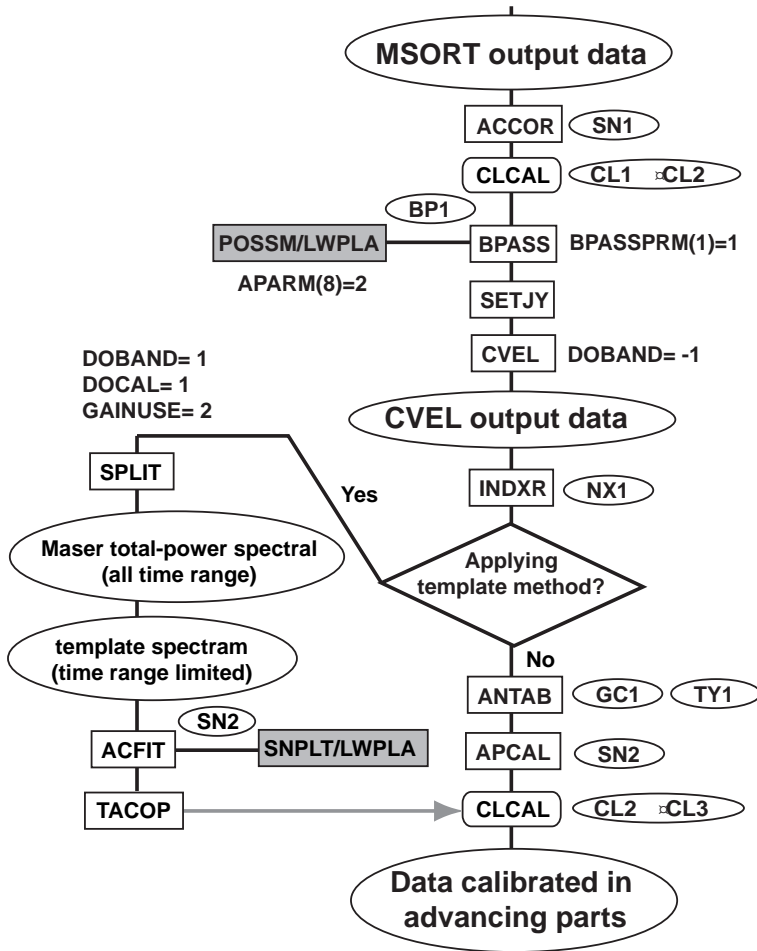 MSORT output data
ACCOR
SN1
CLCAL
CL1 ¤CL2
BP1
POSSM/LWPLA
BPASS
BPASSPRM(1)=1
APARM(8)=2
SETJY
CVEL
DOBAND= -1
DOBAND= 1
DOCAL= 1
GAINUSE= 2
CVEL output data
SPLIT
Yes
INDXR
NX1
Maser total-power spectral
(all time range)
Applying
template method?
template spectram
(time range limited)
No
ANTAB
GC1
TY1
SN2
ACFIT
SNPLT/LWPLA
APCAL
SN2
TACOP
CLCAL
CL2 ¤CL3
Data calibrated in
advancing parts